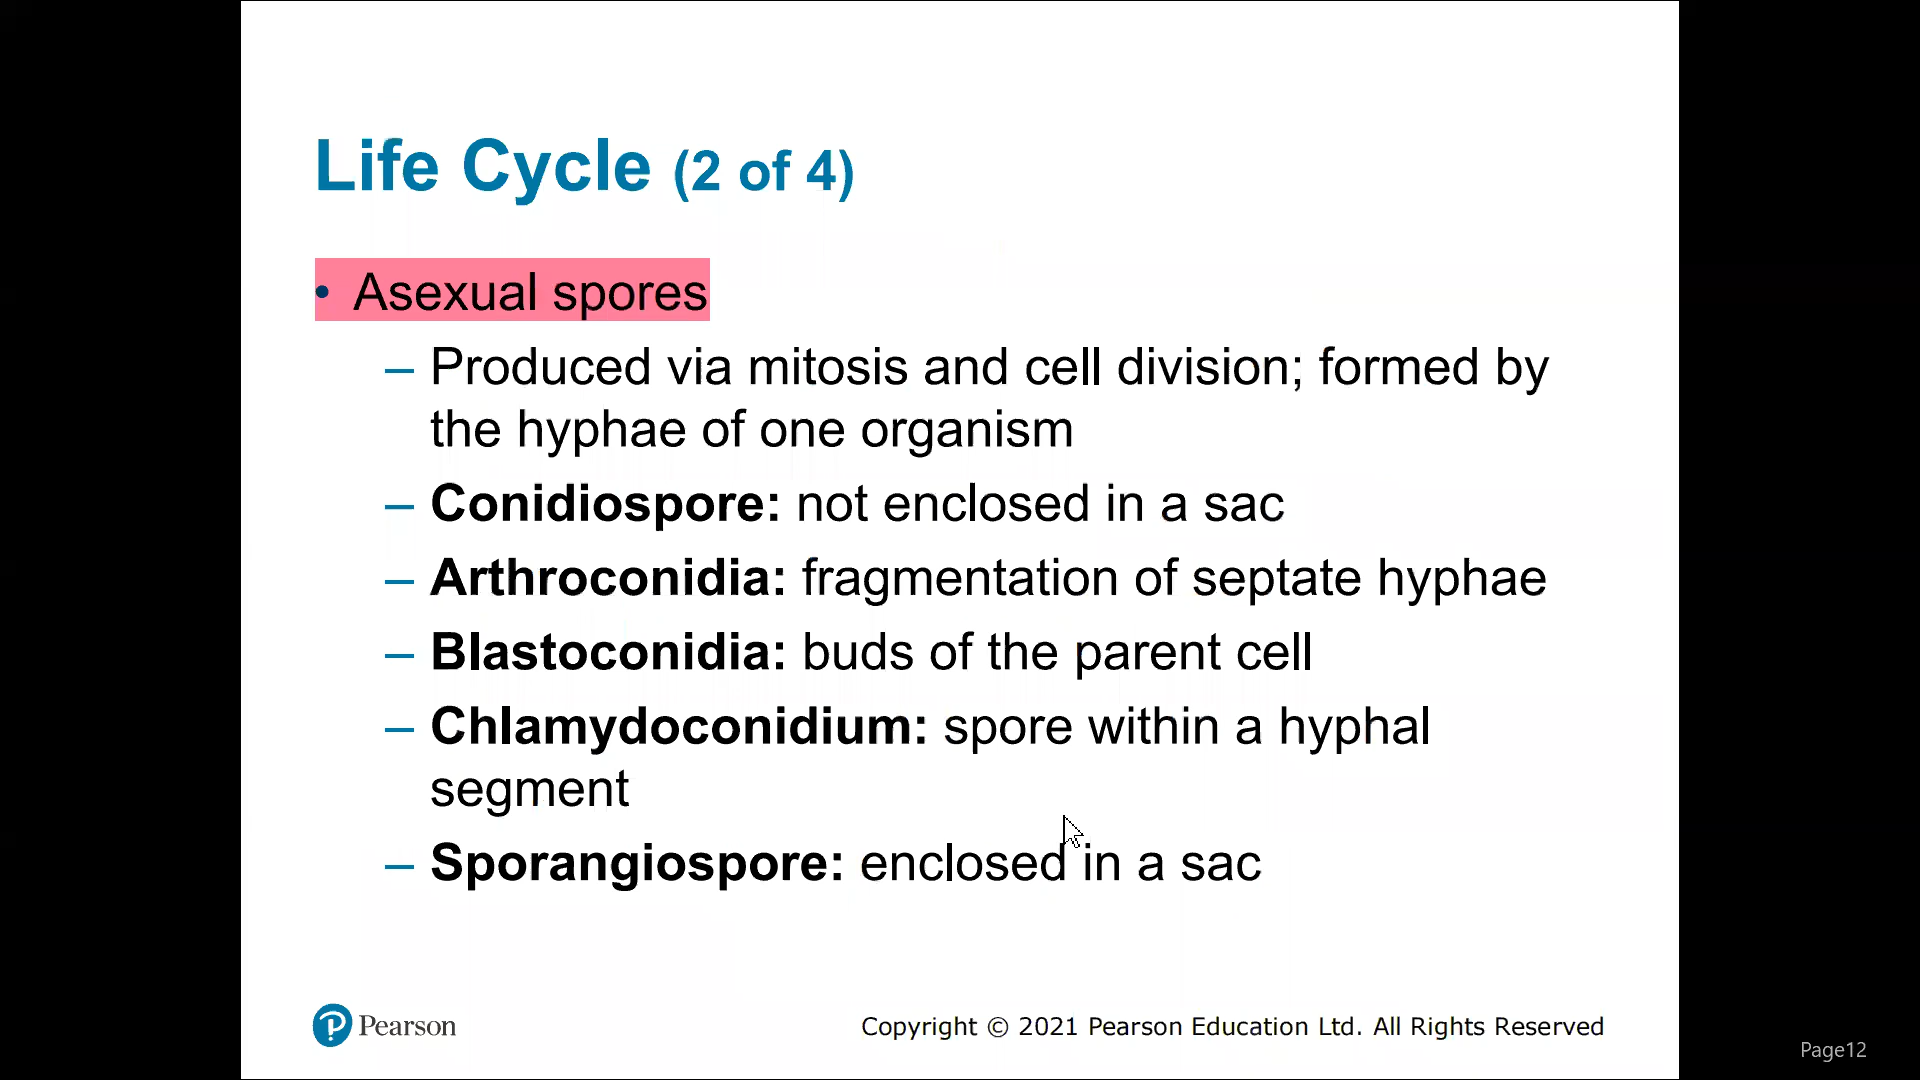 Life Cycle (2 of 4)
• Asexual spores
– Produced via mitosis and cell division; formed by
the hyphae of one organism
– Conidiospore: not enclosed in a sac
– Arthroconidia: fragmentation of septate hyphae
– Blastoconidia: buds of the parent cell
– Chlamydoconidium: spore within a hyphal
segment
– Sporangiospore: enclosed in a sac
Pearson
Copyright © 2021 Pearson Education Ltd. All Rights Reserved
Page12